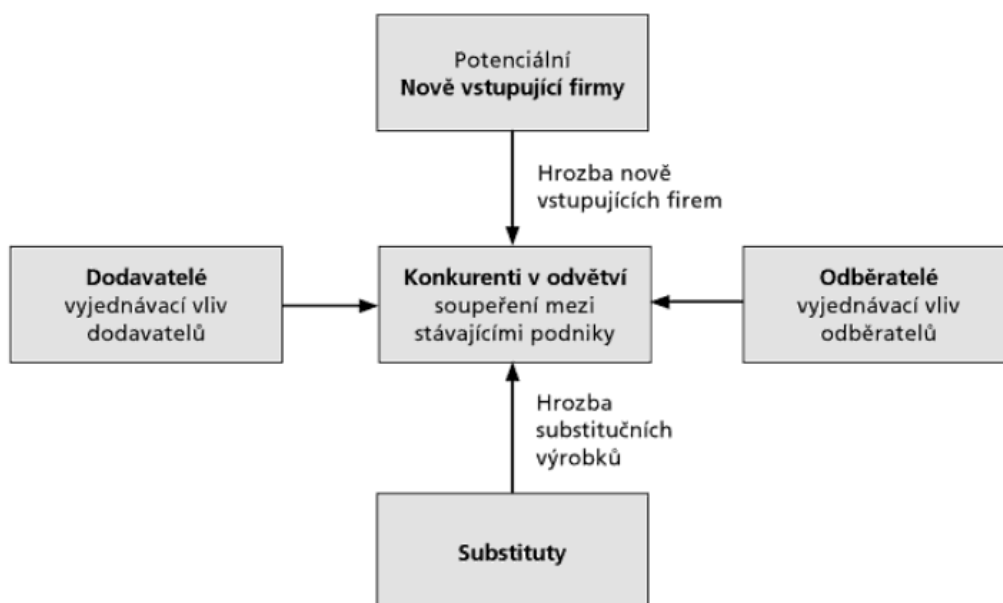 Potenciální
Nově vstupující firmy
Hrozba nově
vstupujících firem
Dodavatelé
vyjednávací vliv
dodavatelů
Konkurenti v odvětví
soupeření mezi
stávajícími podniky
Odběratelé
vyjednávací vliv
odběratelů
Hrozba
substitučních
výrobků
Substituty